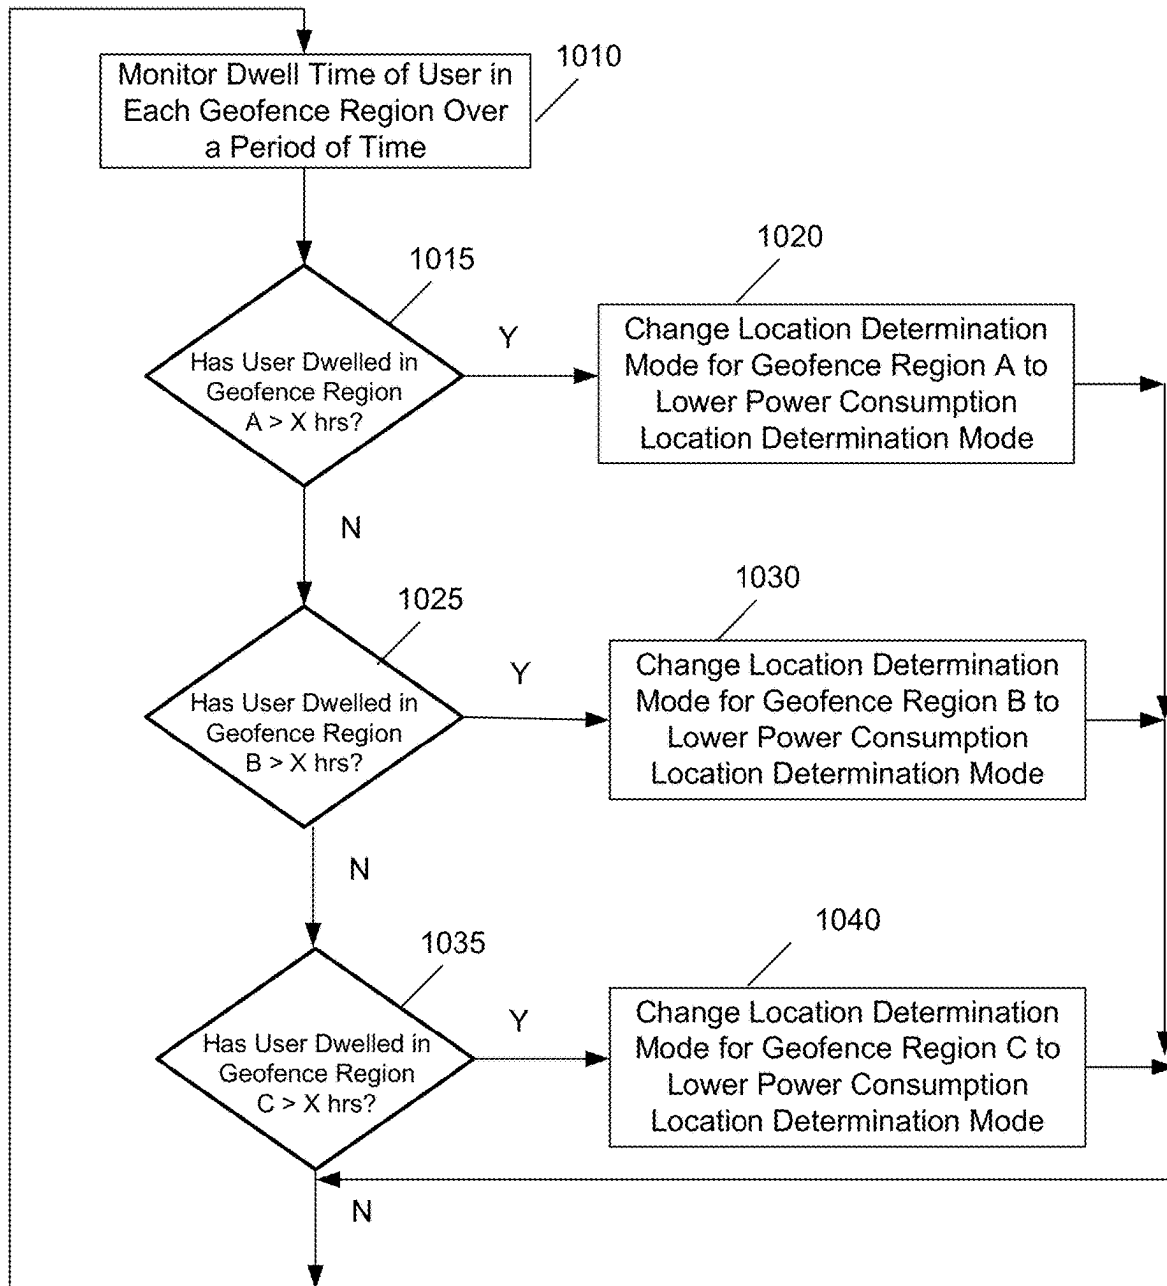 Monitor Dwell Time of User in
Each Geofence Region Over
a Period of Time
1010
1015
Has User Dwelled in
Geofence Region
A > X hrs?
Y
1020
Change Location Determination
Mode for Geofence Region A to
Lower Power Consumption
Location Determination Mode
N
1025
Has User Dwelled in
Geofence Region
B > X hrs?
Y
1030
Change Location Determination
Mode for Geofence Region B to
Lower Power Consumption
Location Determination Mode
N
1035
Has User Dwelled in
Geofence Region
C > X hrs?
Y
1040
Change Location Determination
Mode for Geofence Region C to
Lower Power Consumption
Location Determination Mode
N